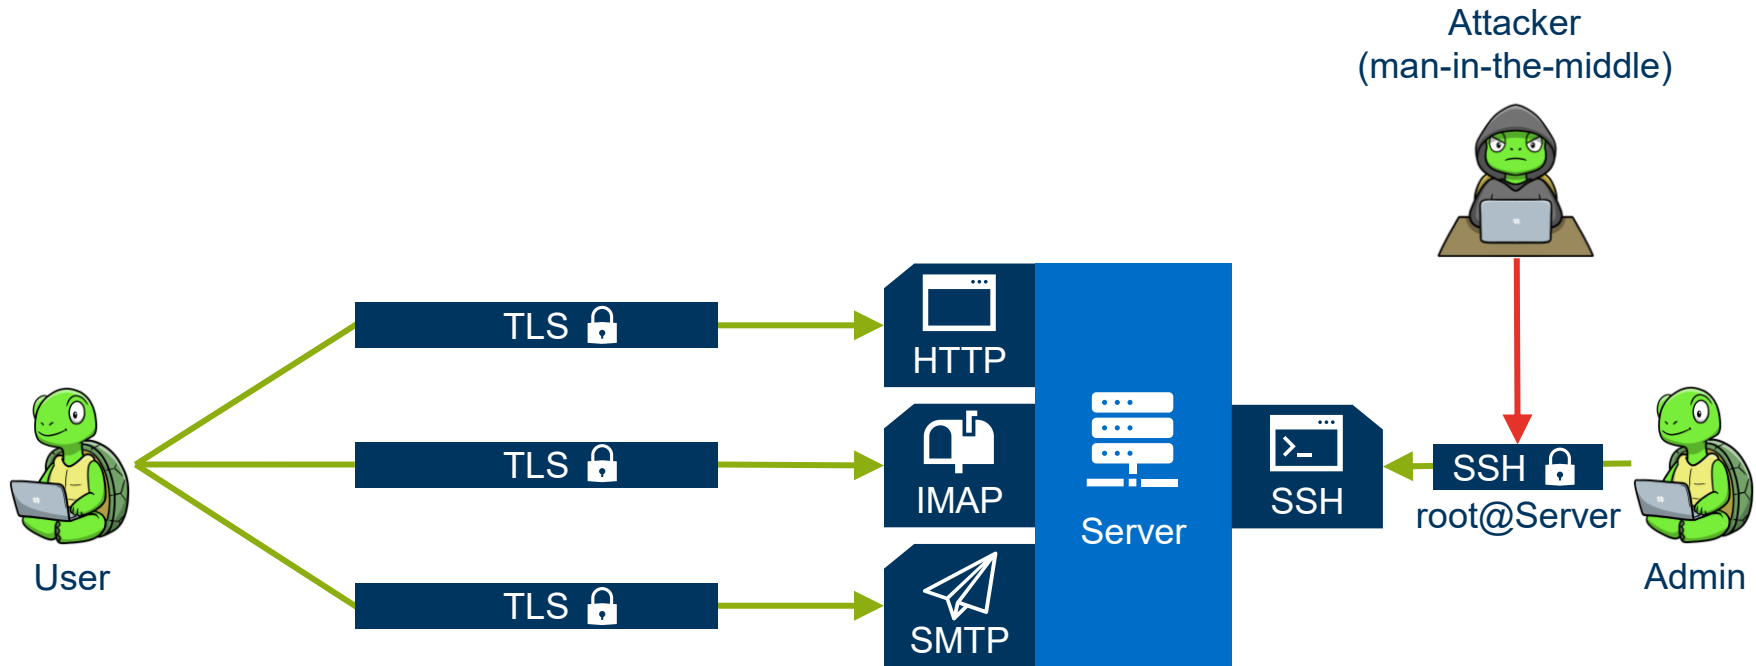 Attacker
(man-in-the-middle)
TLS
HTTP
TLS
IMAP
Server
SSH
SSH
root@Server
User
TLS
SMTP
Admin